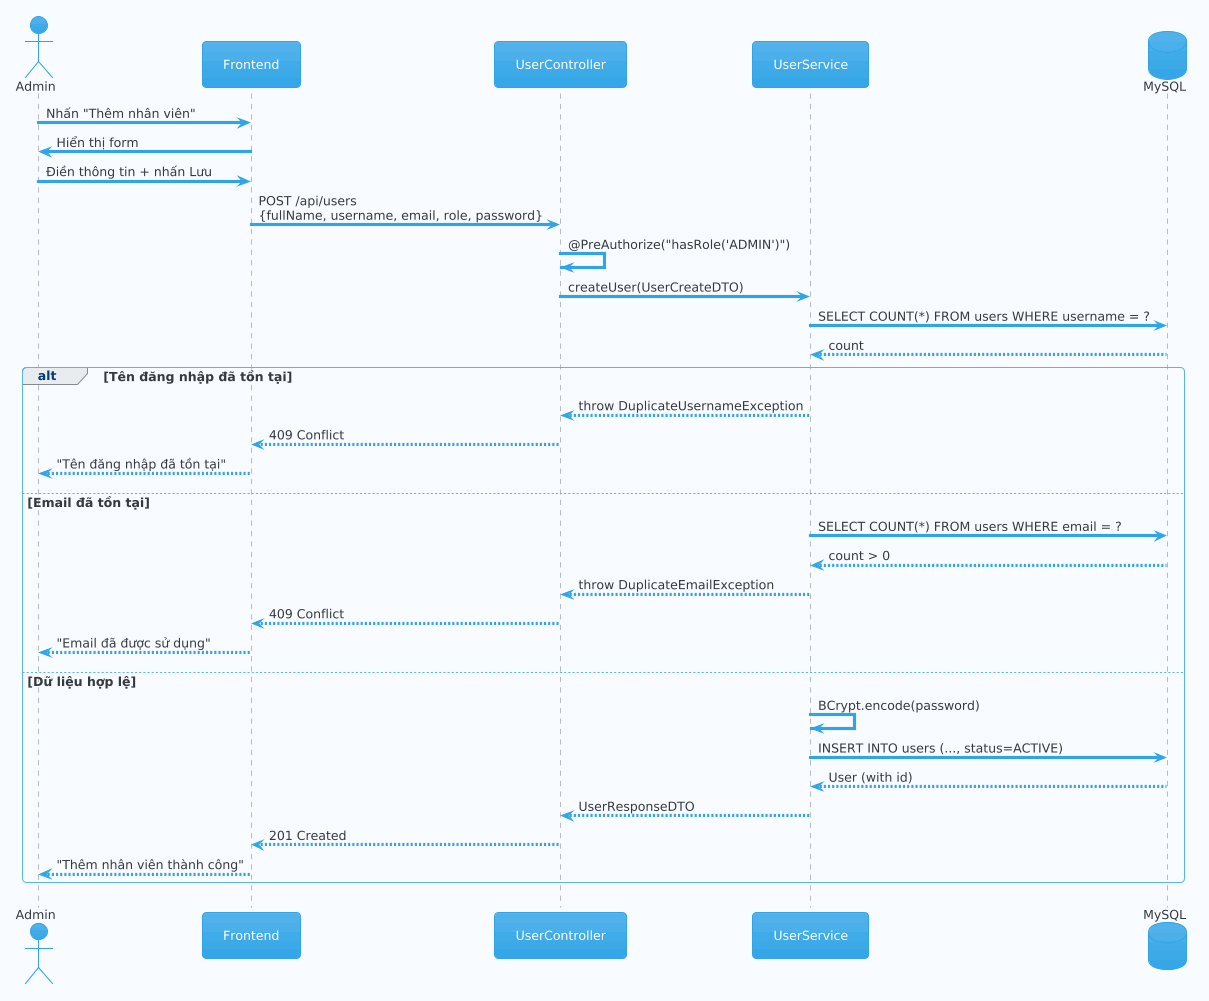 Admin
Frontend
UserController
UserService
MySQL
Nhấn "Thêm nhân viên"
Hiển thị form
Điền thông tin + nhấn Lưu
POST /api/users
{fullName, username, email, role, password}
@PreAuthorize("hasRole('ADMIN')")
createUser(UserCreateDTO)
SELECT COUNT(*) FROM users WHERE username = ?
count
alt [Tên đăng nhập đã tồn tại]
throw DuplicateUsernameException
409 Conflict
"Tên đăng nhập đã tồn tại"
[Email đã tồn tại]
SELECT COUNT(*) FROM users WHERE email = ?
count > 0
throw DuplicateEmailException
409 Conflict
"Email đã được sử dụng"
[Dữ liệu hợp lệ]
BCrypt.encode(password)
INSERT INTO users (..., status=ACTIVE)
User (with id)
UserResponseDTO
201 Created
"Thêm nhân viên thành công"
Admin
Frontend
UserController
UserService
MySQL